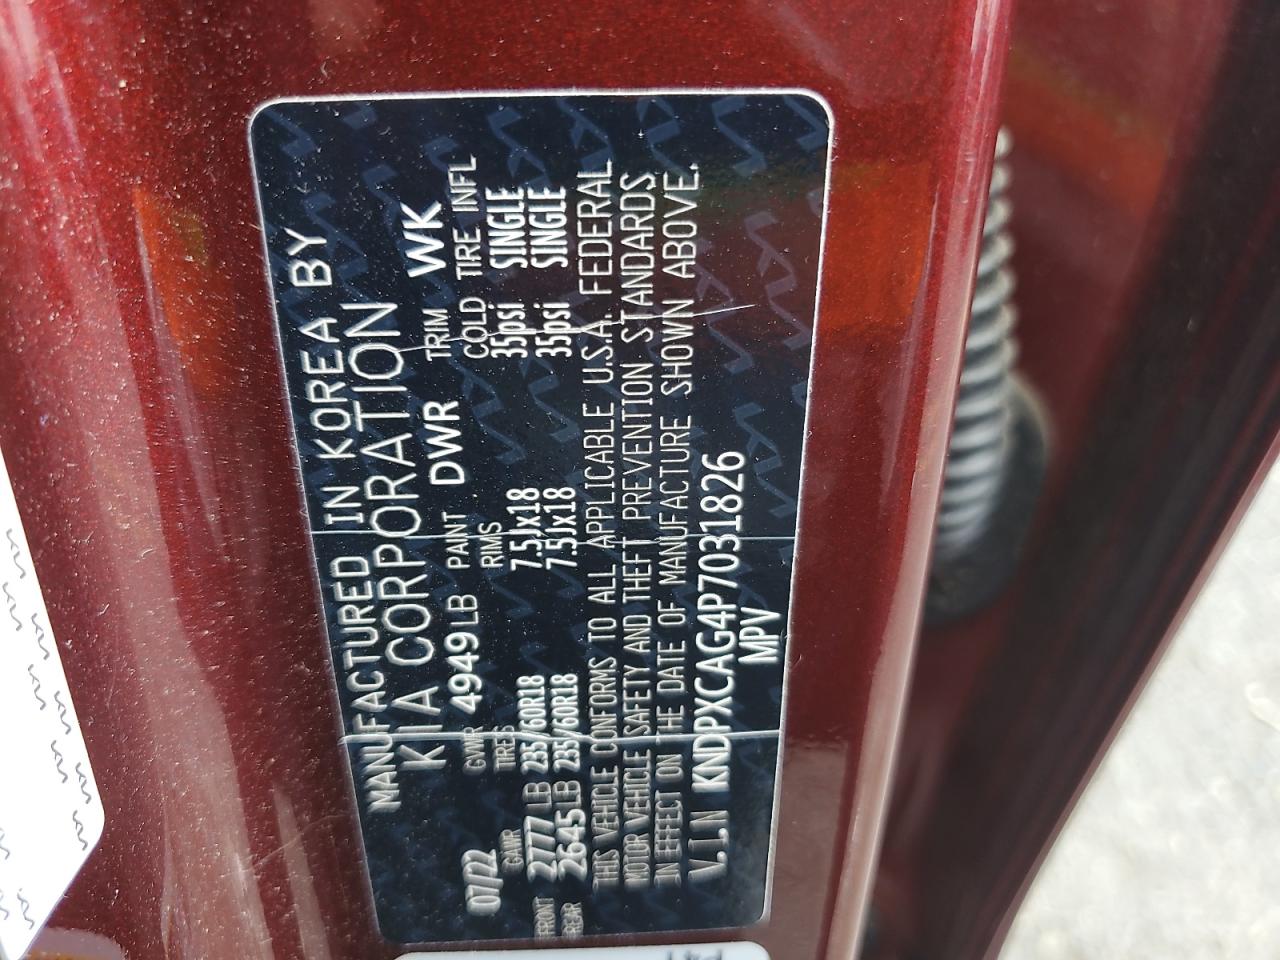 MANUFACTURED IN KOREA BY
KIA CORPORATION
07/22 GVWR 4949LB PAINT DWR TRIM WK
GAWR TIRES RIMS COLD TIRE INFL
FRONT 2777LB 235/60R18 7.5Jx18 35psi SINGLE
REAR 2645LB 235/60R18 7.5Jx18 35psi SINGLE
THIS VEHICLE CONFORMS TO ALL APPLICABLE U.S.A. FEDERAL
MOTOR VEHICLE SAFETY AND THEFT PREVENTION STANDARDS
IN EFFECT ON THE DATE OF MANUFACTURE SHOWN ABOVE.
V.I.N KNDPXCAG4P7031826
MPV